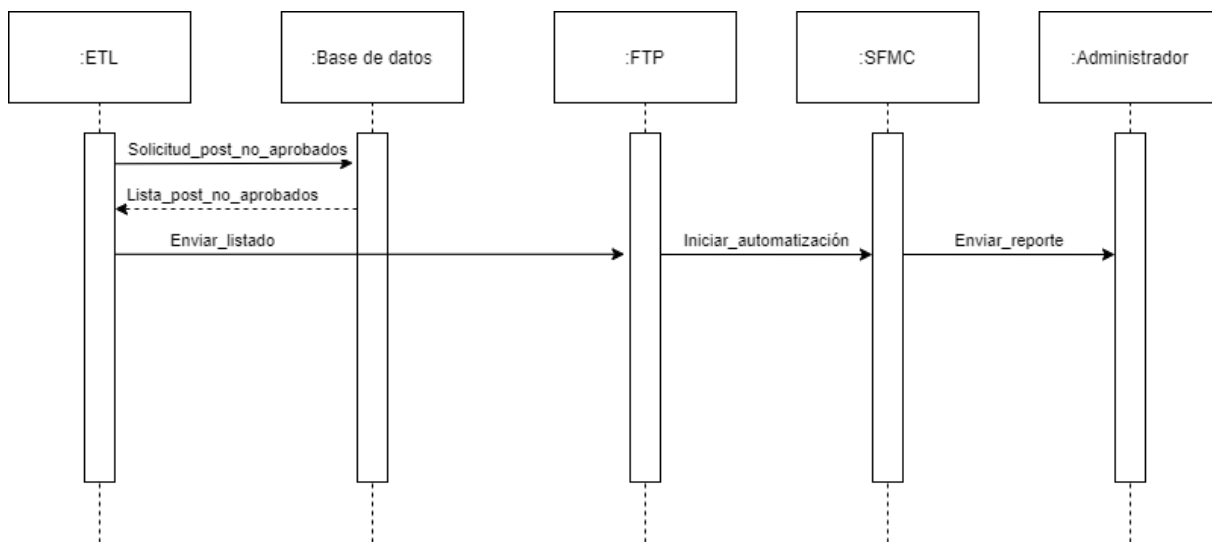 :ETL
:Base de datos
:FTP
:SFMC
:Administrador
Solicitud_post_no_aprobados
Lista_post_no_aprobados
Enviar_listado
Iniciar_automatización
Enviar_reporte